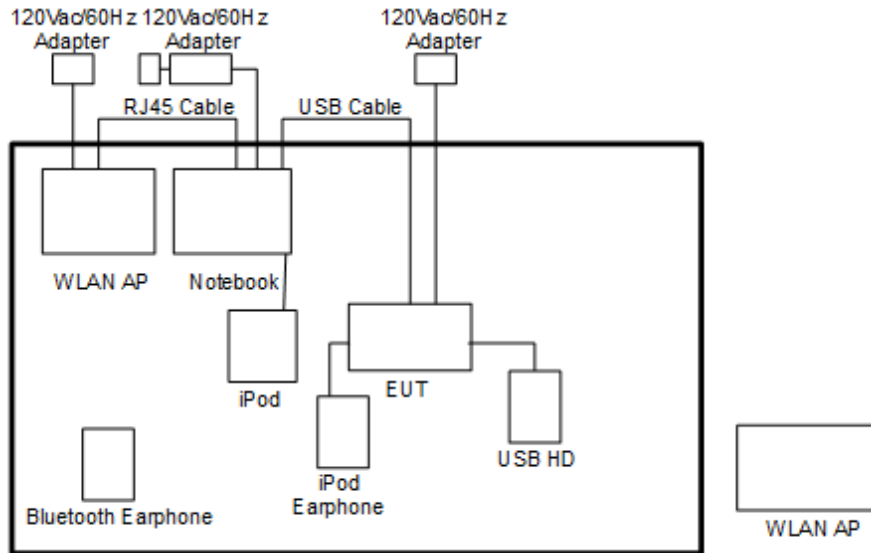 120Vac/60Hz 120Vac/60Hz 120Vac/60Hz
Adapter Adapter Adapter
RJ45 Cable USB Cable
WLAN AP Notebook
iPod
EUT
USB HD
iPod
Earphone
Bluetooth Earphone
WLAN AP